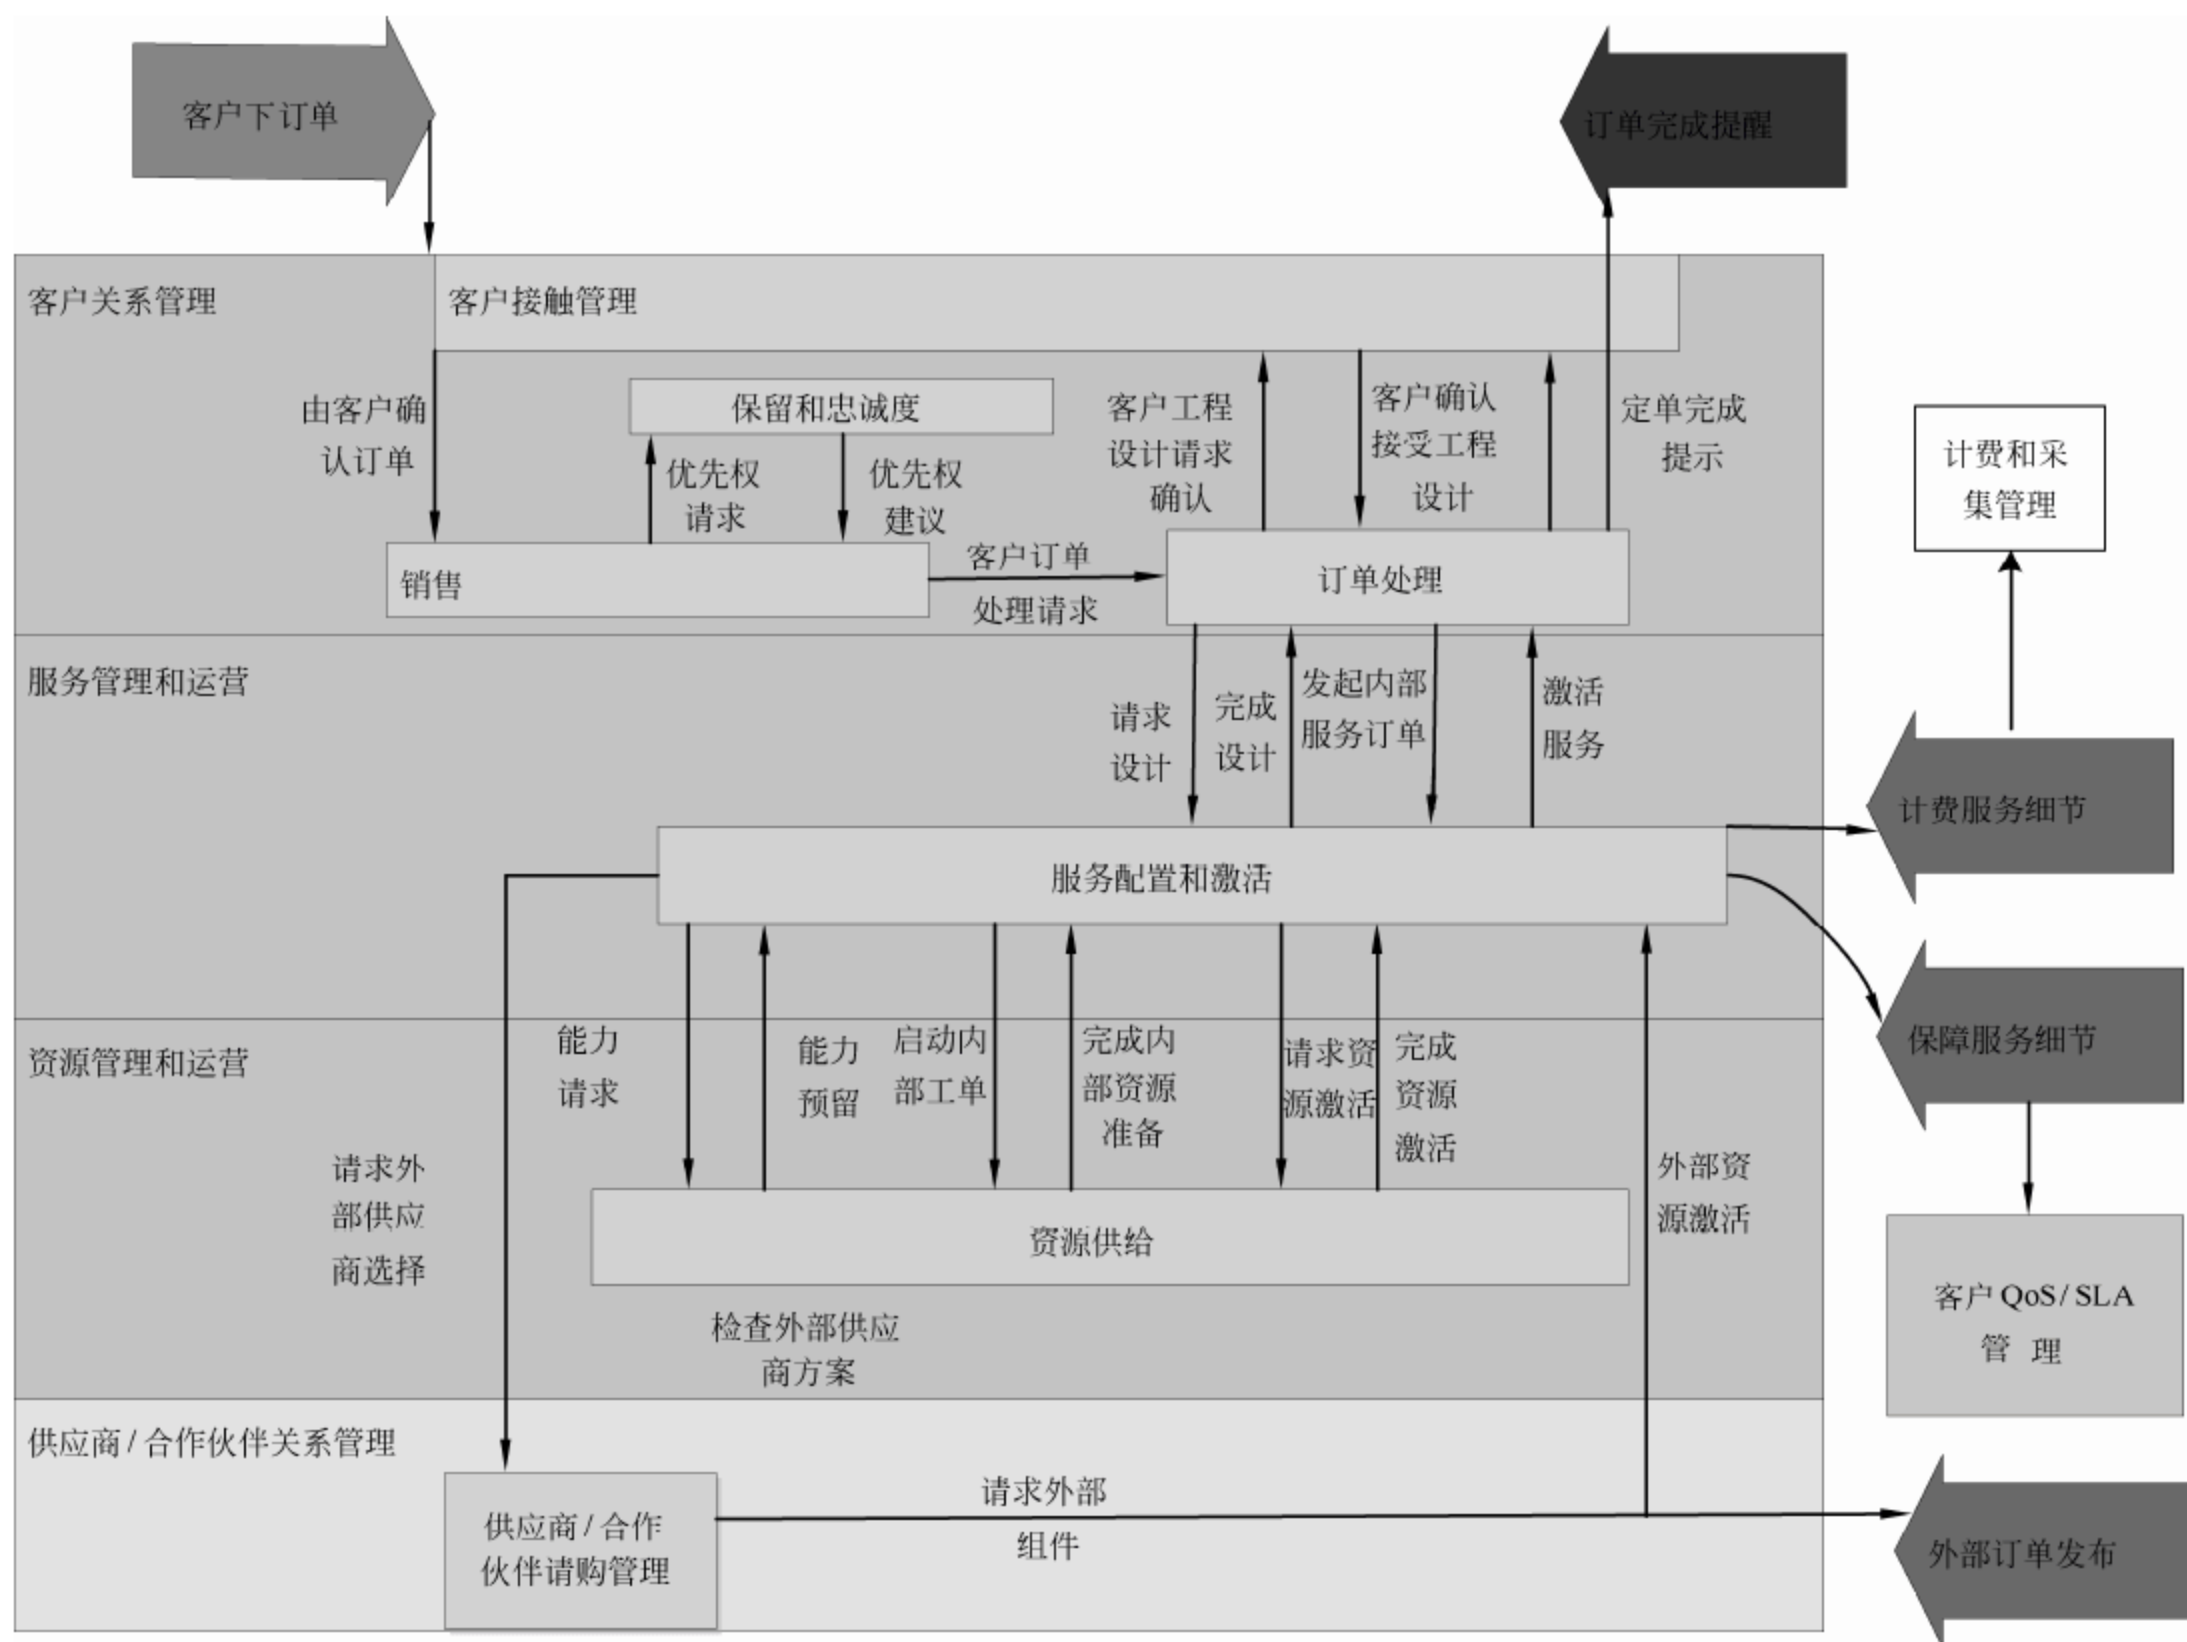 客户下订单
订单完成提醒
客户关系管理
客户接触管理
由客户确
认订单
保留和忠诚度
优先权
请求
优先权
建议
客户工程
设计请求
确认
客户确认
接受工程
设计
定单完成
提示
计费和采
集管理
销售
客户订单
处理请求
订单处理
服务管理和运营
请求
设计
完成
设计
发起内部
服务订单
激活
服务
计费服务细节
服务配置和激活
保障服务细节
资源管理和运营
能力
请求
能力
预留
启动内
部工单
完成内
部资源
准备
请求资
源激活
完成
资源
激活
请求外
部供应
商选择
外部资
源激活
资源供给
客户 QoS/ SLA
管 理
检查外部供应
商方案
供应商/合作伙伴关系管理
供应商/合作
伙伴请购管理
请求外部
组件
外部订单发布